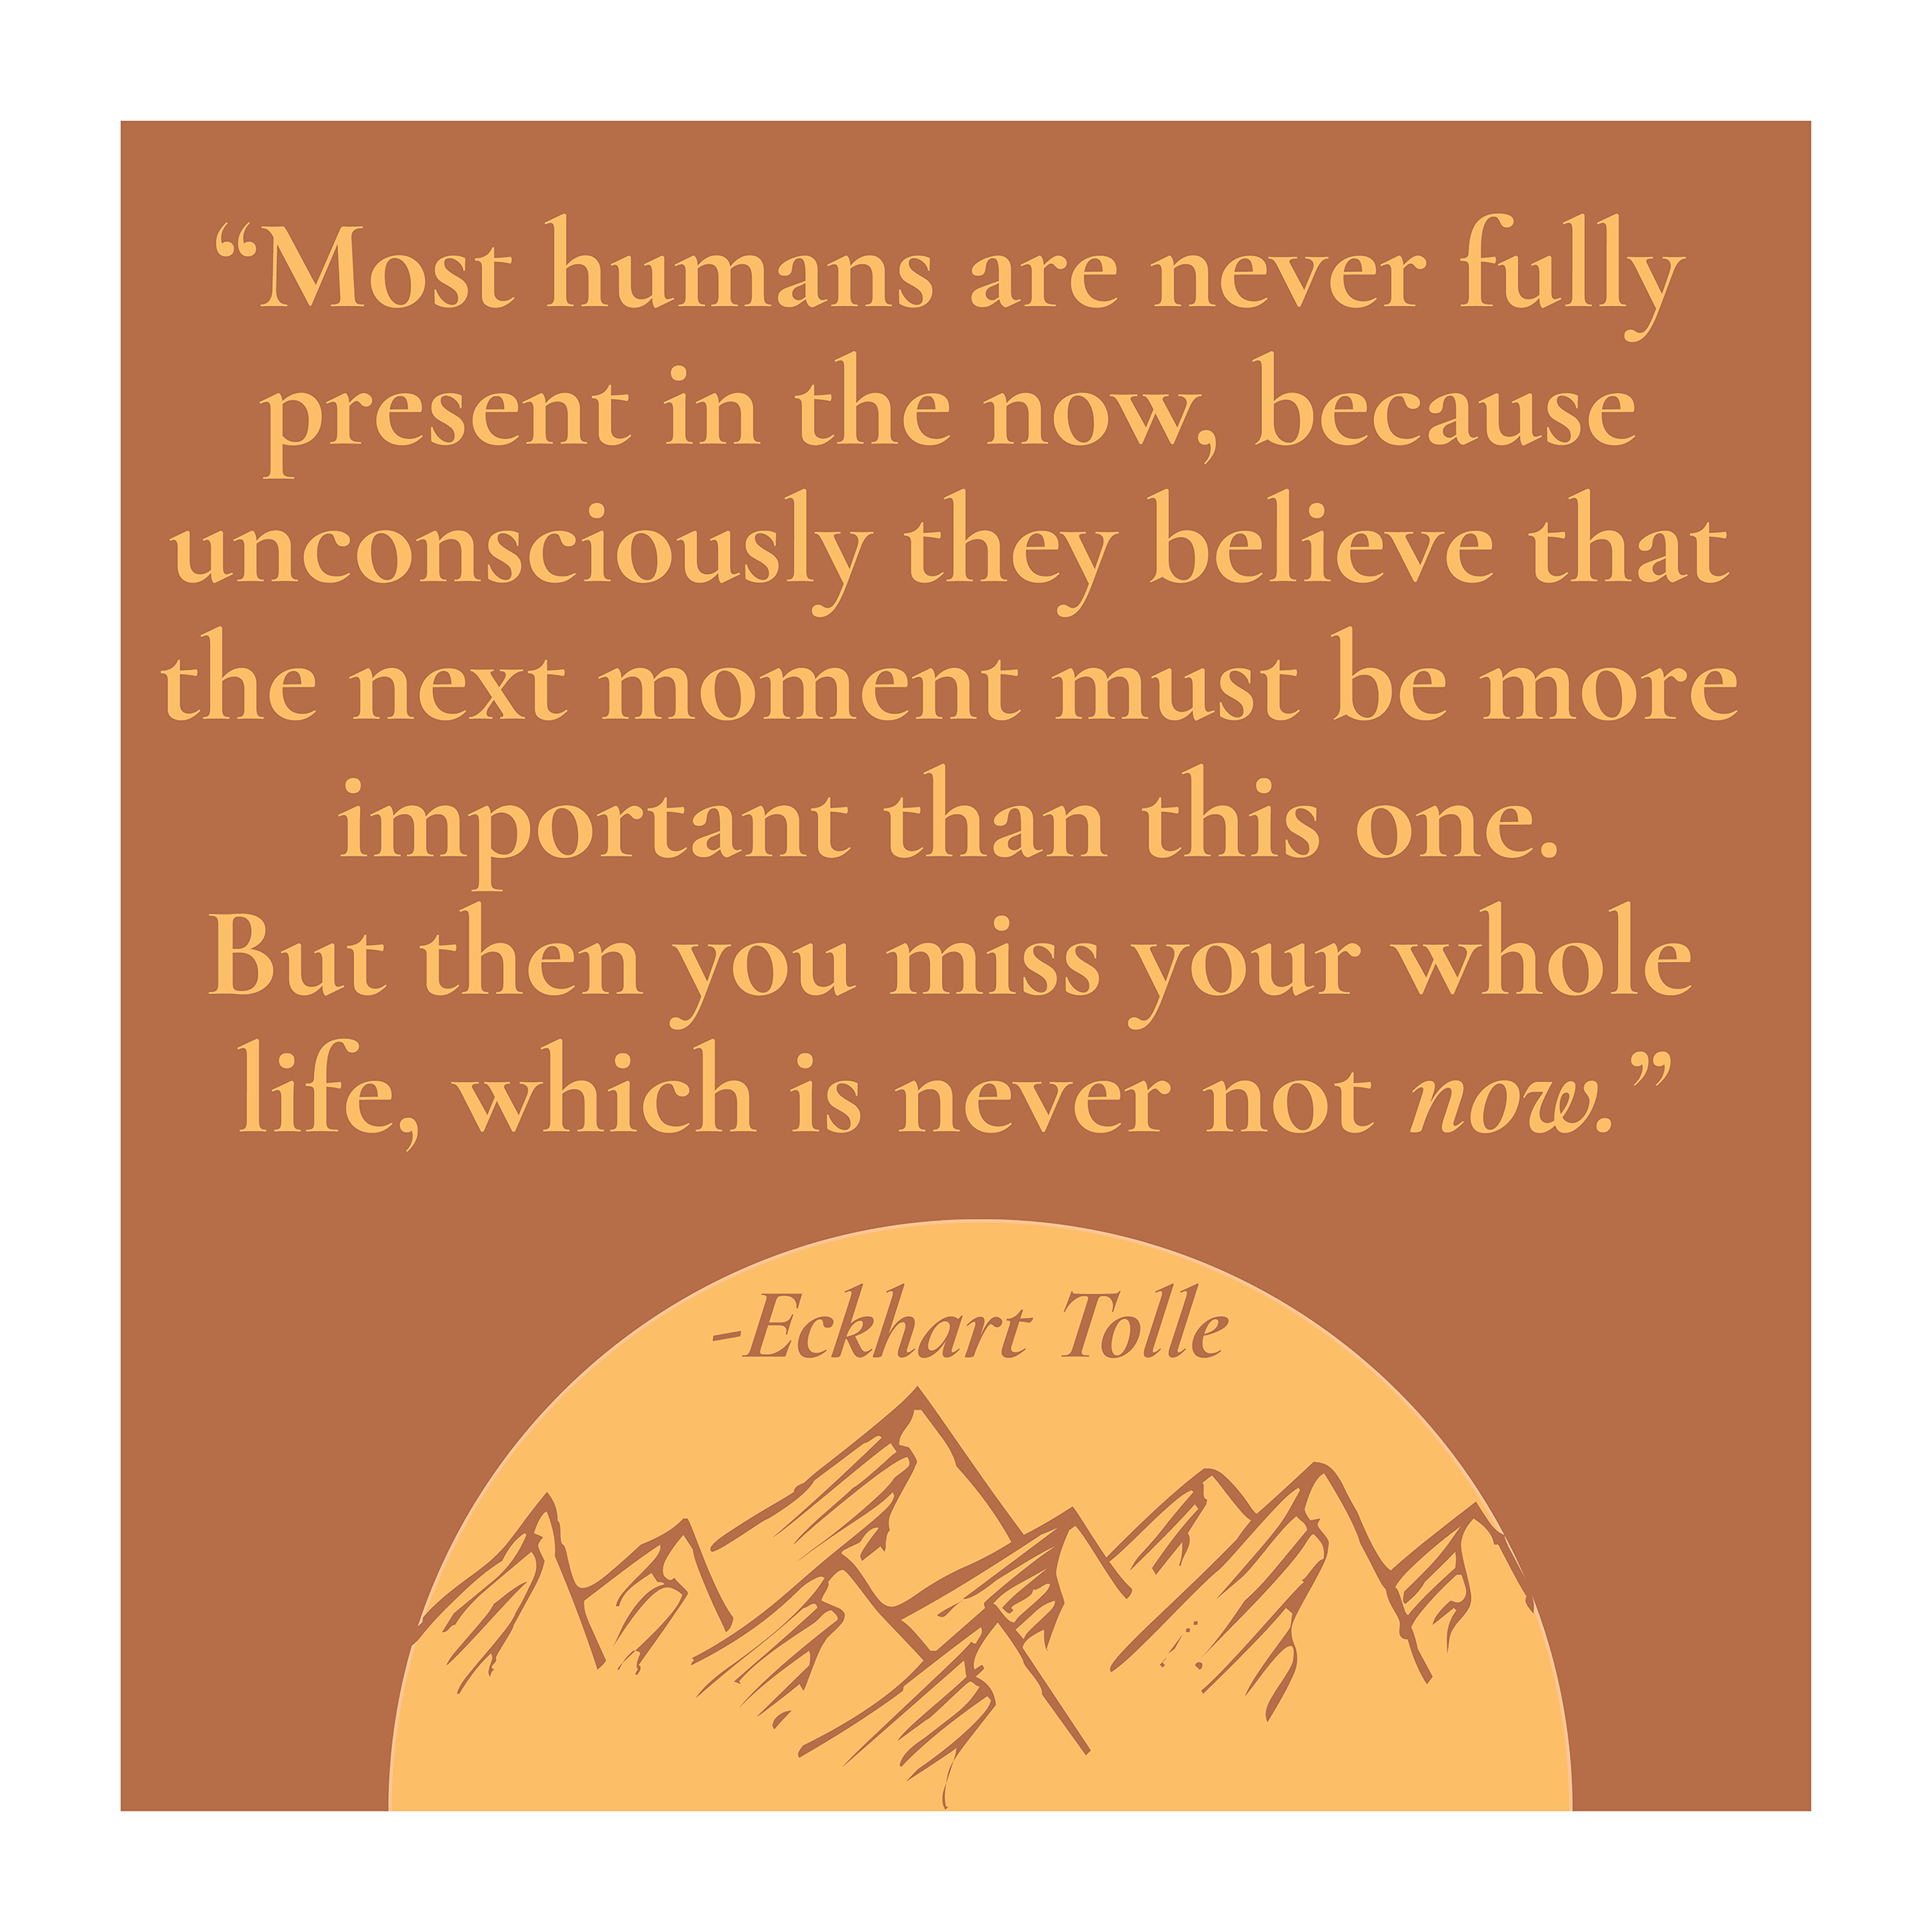 “Most humans are never fully
present in the now, because
unconsciously they believe that
the next moment must be more
important than this one.
But then you miss your whole
life, which is never not now.”
-Eckhart Tolle